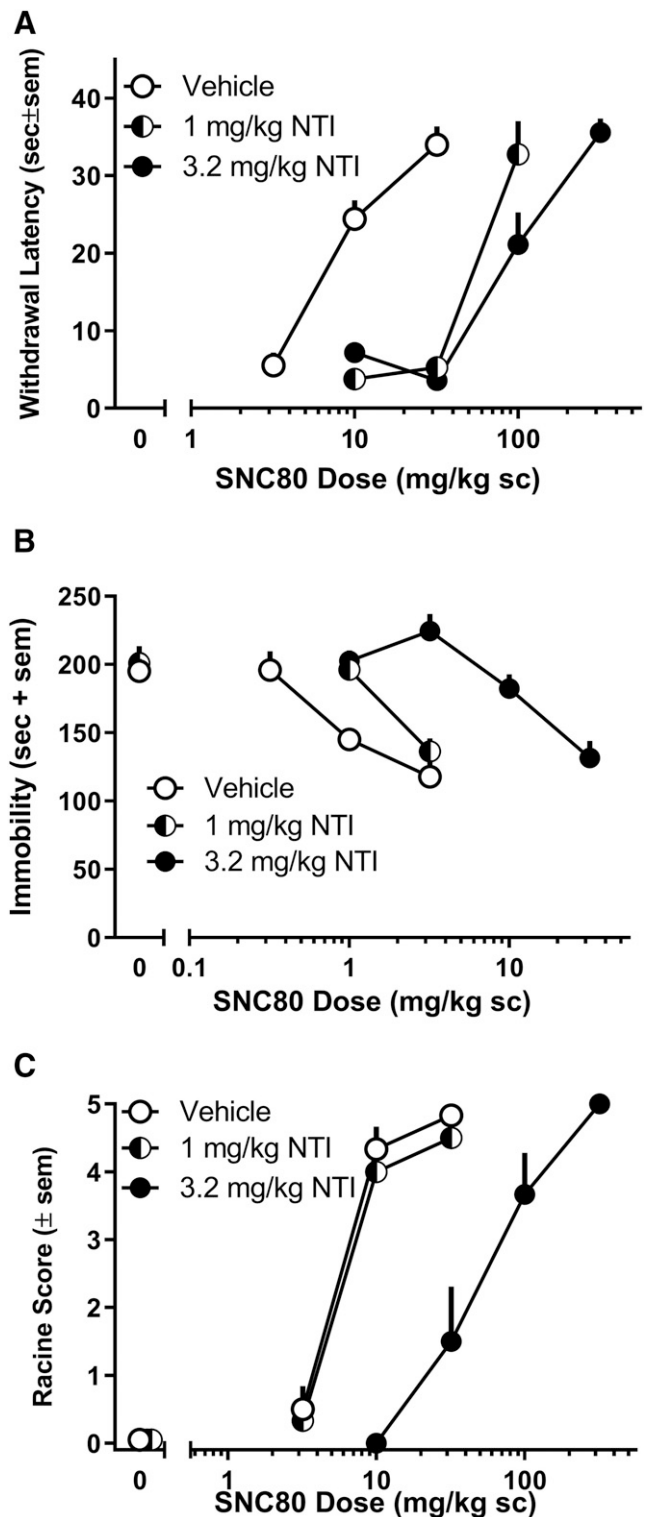 A
Withdrawal Latency (sec±sem)
40
30
20
10
0
Vehicle
1 mg/kg NTI
3.2 mg/kg NTI
0 1 10 100
SNC80 Dose (mg/kg sc)
B
Immobility (sec + sem)
250
200
150
100
50
0
Vehicle
1 mg/kg NTI
3.2 mg/kg NTI
0 0.1 1 10
SNC80 Dose (mg/kg sc)
C
Racine Score (± sem)
5
4
3
2
1
0
Vehicle
1 mg/kg NTI
3.2 mg/kg NTI
0 1 10 100
SNC80 Dose (mg/kg sc)